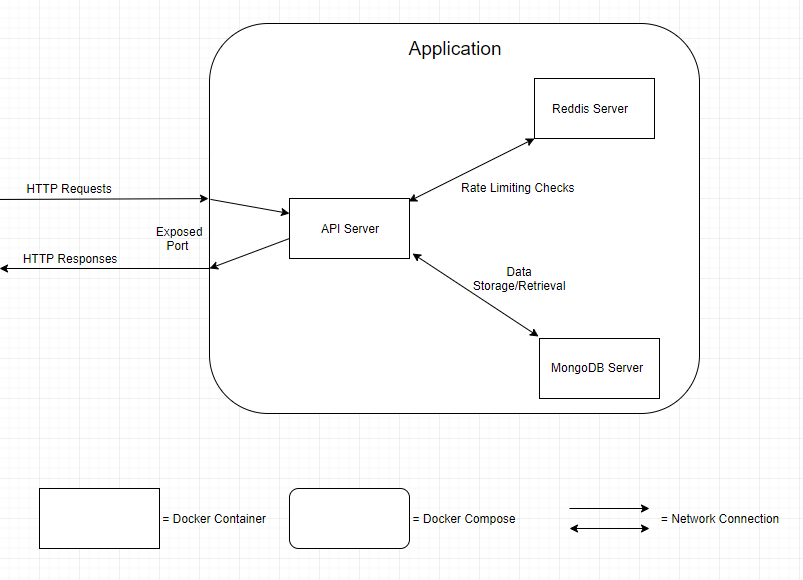 Application
Reddis Server
HTTP Requests
Rate Limiting Checks
API Server
Exposed
Port
HTTP Responses
Data
Storage/Retrieval
MongoDB Server
= Docker Container
= Docker Compose
= Network Connection